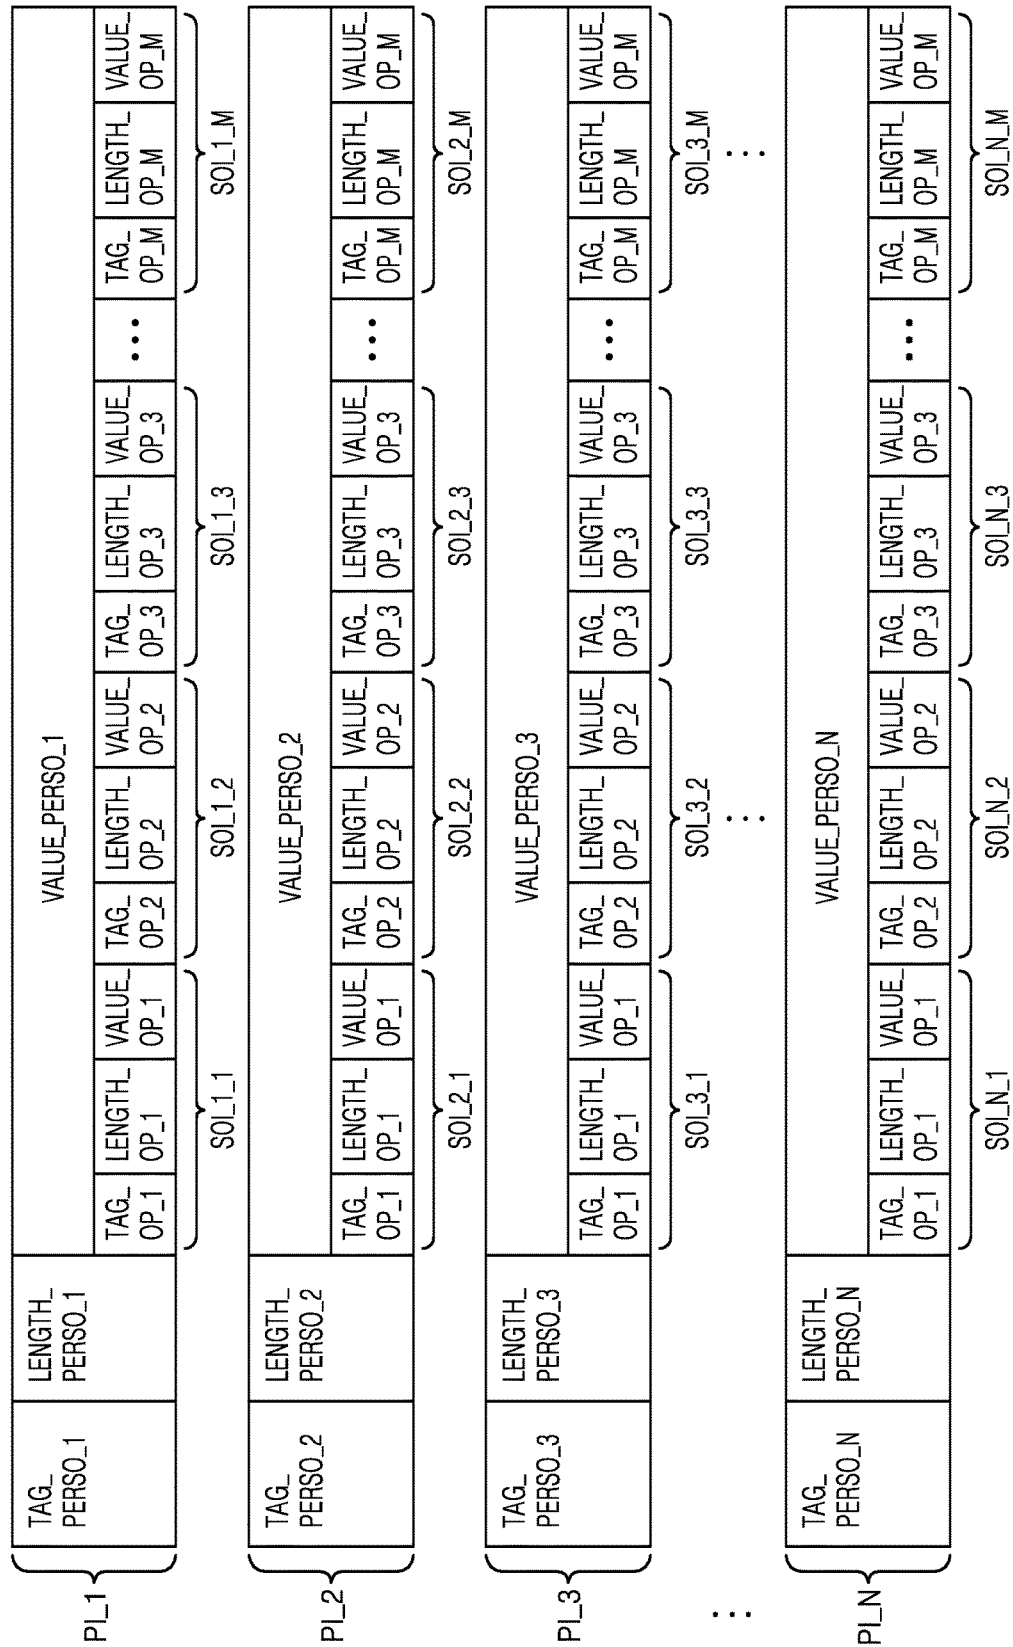 PI_1
TAG_
PERSO_1
LENGTH_
PERSO_1
VALUE_PERSO_1
TAG_
OP_1
LENGTH_
OP_1
VALUE_
OP_1
TAG_
OP_2
LENGTH_
OP_2
VALUE_
OP_2
TAG_
OP_3
LENGTH_
OP_3
VALUE_
OP_3
...
TAG_
OP_M
LENGTH_
OP_M
VALUE_
OP_M
SOI_1_1
SOI_1_2
SOI_1_3
SOI_1_M
PI_2
TAG_
PERSO_2
LENGTH_
PERSO_2
VALUE_PERSO_2
TAG_
OP_1
LENGTH_
OP_1
VALUE_
OP_1
TAG_
OP_2
LENGTH_
OP_2
VALUE_
OP_2
TAG_
OP_3
LENGTH_
OP_3
VALUE_
OP_3
...
TAG_
OP_M
LENGTH_
OP_M
VALUE_
OP_M
SOI_2_1
SOI_2_2
SOI_2_3
SOI_2_M
PI_3
TAG_
PERSO_3
LENGTH_
PERSO_3
VALUE_PERSO_3
TAG_
OP_1
LENGTH_
OP_1
VALUE_
OP_1
TAG_
OP_2
LENGTH_
OP_2
VALUE_
OP_2
TAG_
OP_3
LENGTH_
OP_3
VALUE_
OP_3
...
TAG_
OP_M
LENGTH_
OP_M
VALUE_
OP_M
SOI_3_1
SOI_3_2
SOI_3_3
SOI_3_M
...
...
...
PI_N
TAG_
PERSO_N
LENGTH_
PERSO_N
VALUE_PERSO_N
TAG_
OP_1
LENGTH_
OP_1
VALUE_
OP_1
TAG_
OP_2
LENGTH_
OP_2
VALUE_
OP_2
TAG_
OP_3
LENGTH_
OP_3
VALUE_
OP_3
...
TAG_
OP_M
LENGTH_
OP_M
VALUE_
OP_M
SOI_N_1
SOI_N_2
SOI_N_3
SOI_N_M